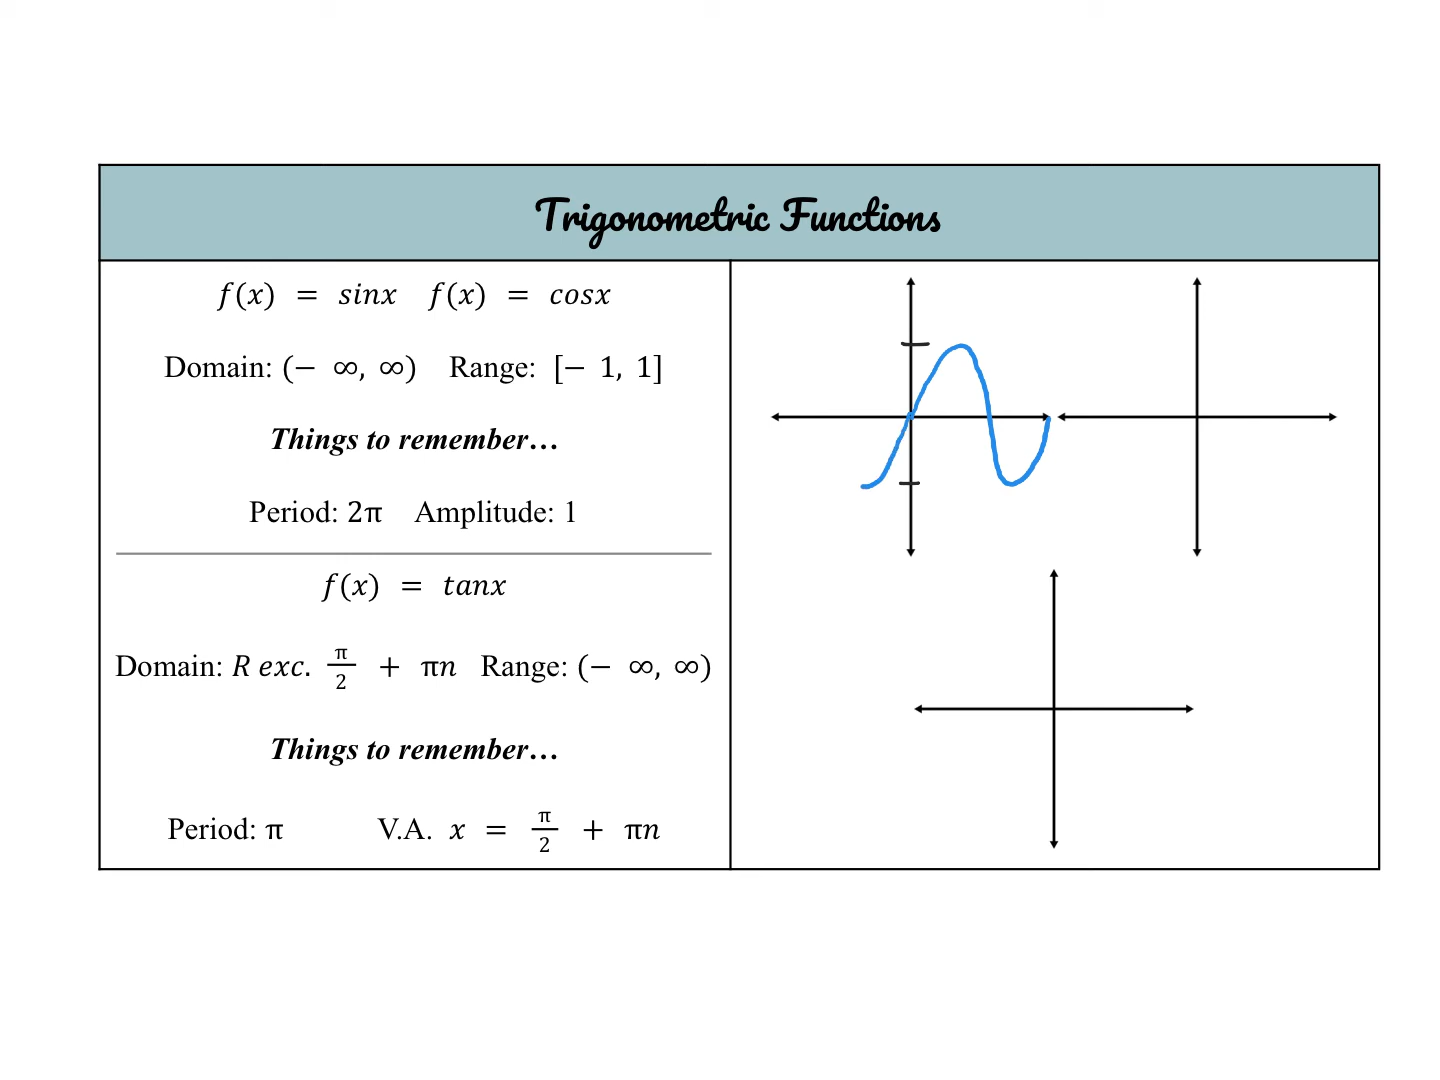 Trigonometric Functions
f(x) = sinx f(x) = cosx
Domain: (− ∞, ∞) Range: [− 1, 1]
Things to remember…
Period: 2π Amplitude: 1
f(x) = tanx
Domain: R exc. π/2 + πn Range: (− ∞, ∞)
Things to remember…
Period: π V.A. x = π/2 + πn